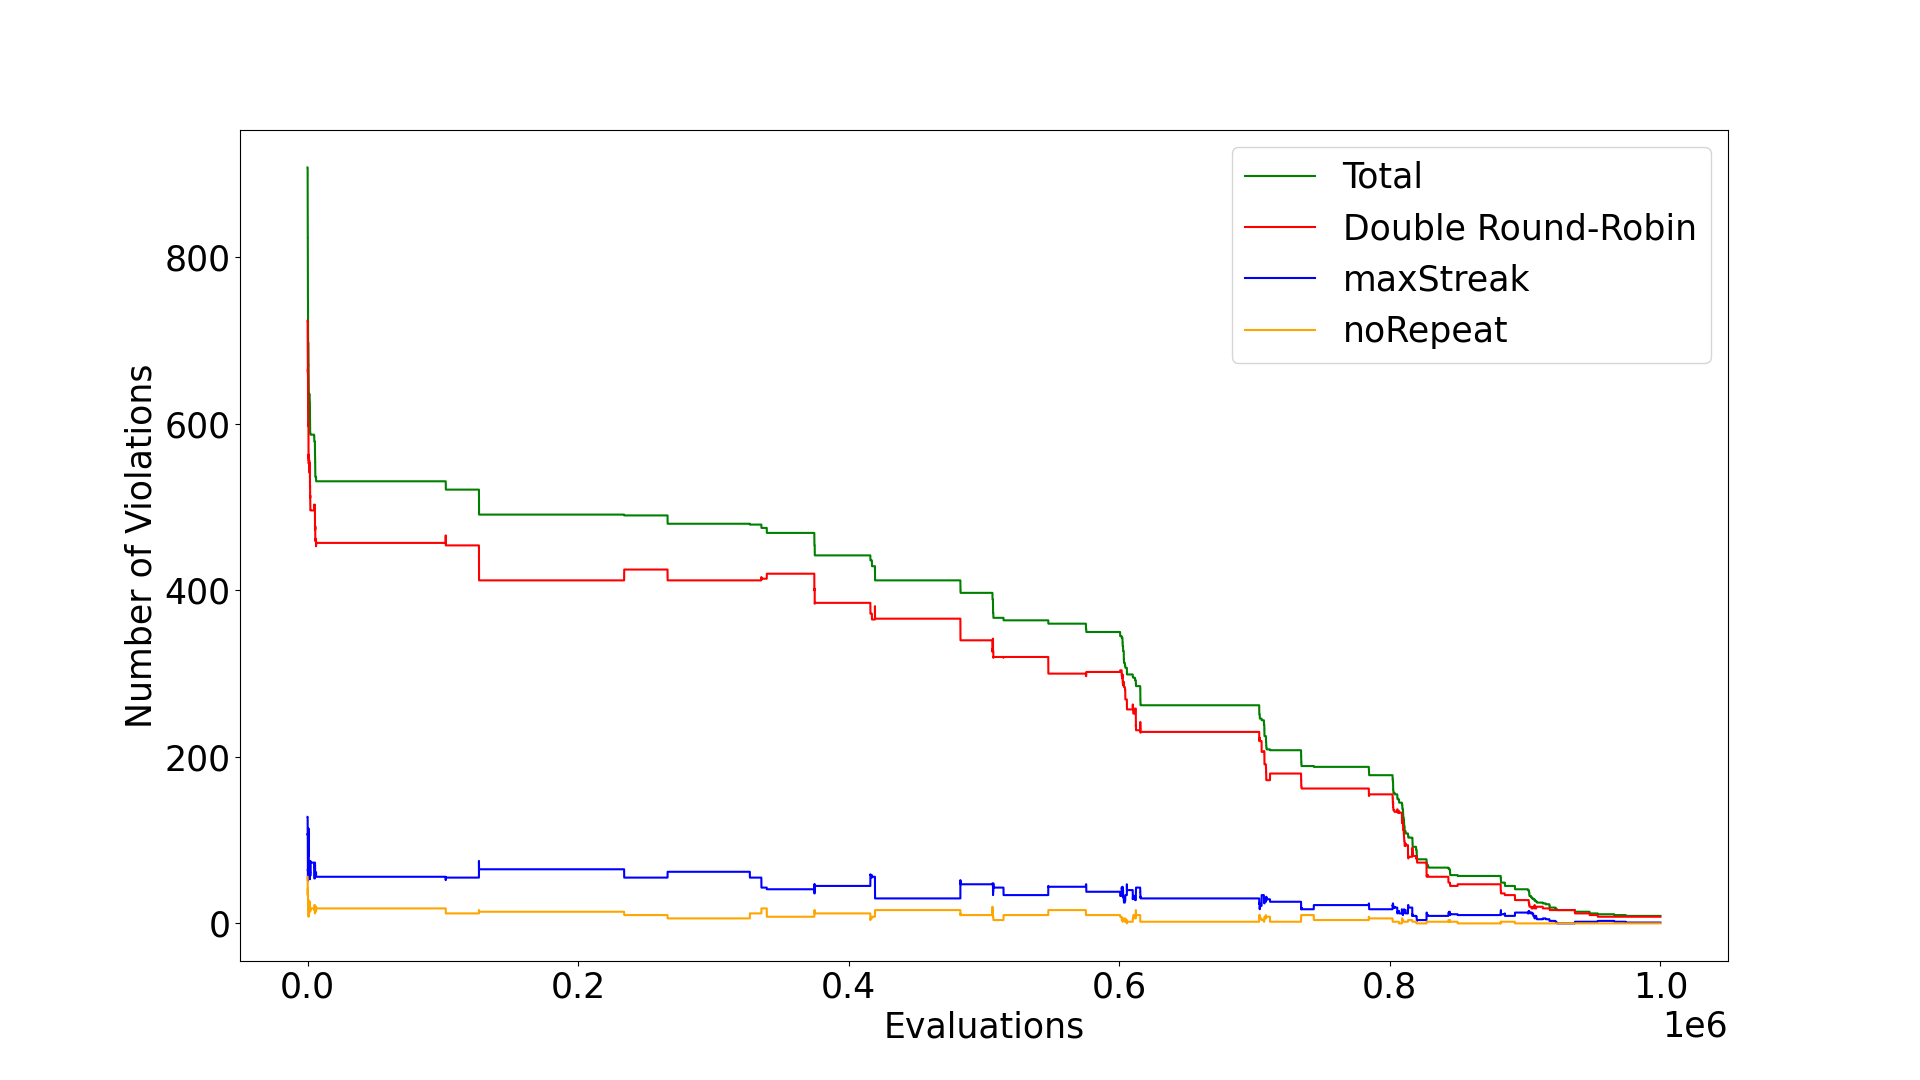 Total
Double Round-Robin
maxStreak
noRepeat
Number of Violations
800
600
400
200
0
0.0 0.2 0.4 0.6 0.8 1.0
Evaluations
1e6